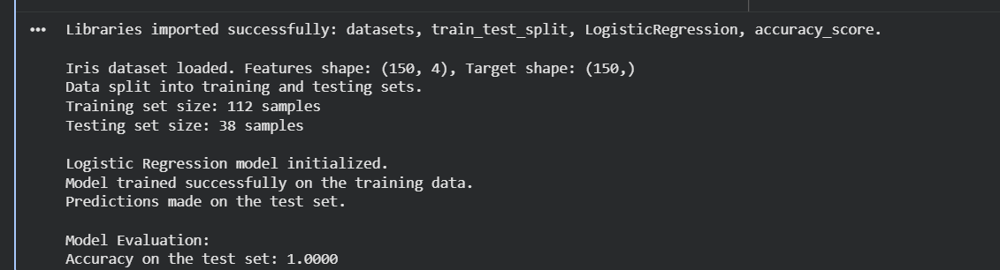 Libraries imported successfully: datasets, train_test_split, LogisticRegression, accuracy_score.
Iris dataset loaded. Features shape: (150, 4), Target shape: (150,)
Data split into training and testing sets.
Training set size: 112 samples
Testing set size: 38 samples
Logistic Regression model initialized.
Model trained successfully on the training data.
Predictions made on the test set.
Model Evaluation:
Accuracy on the test set: 1.0000